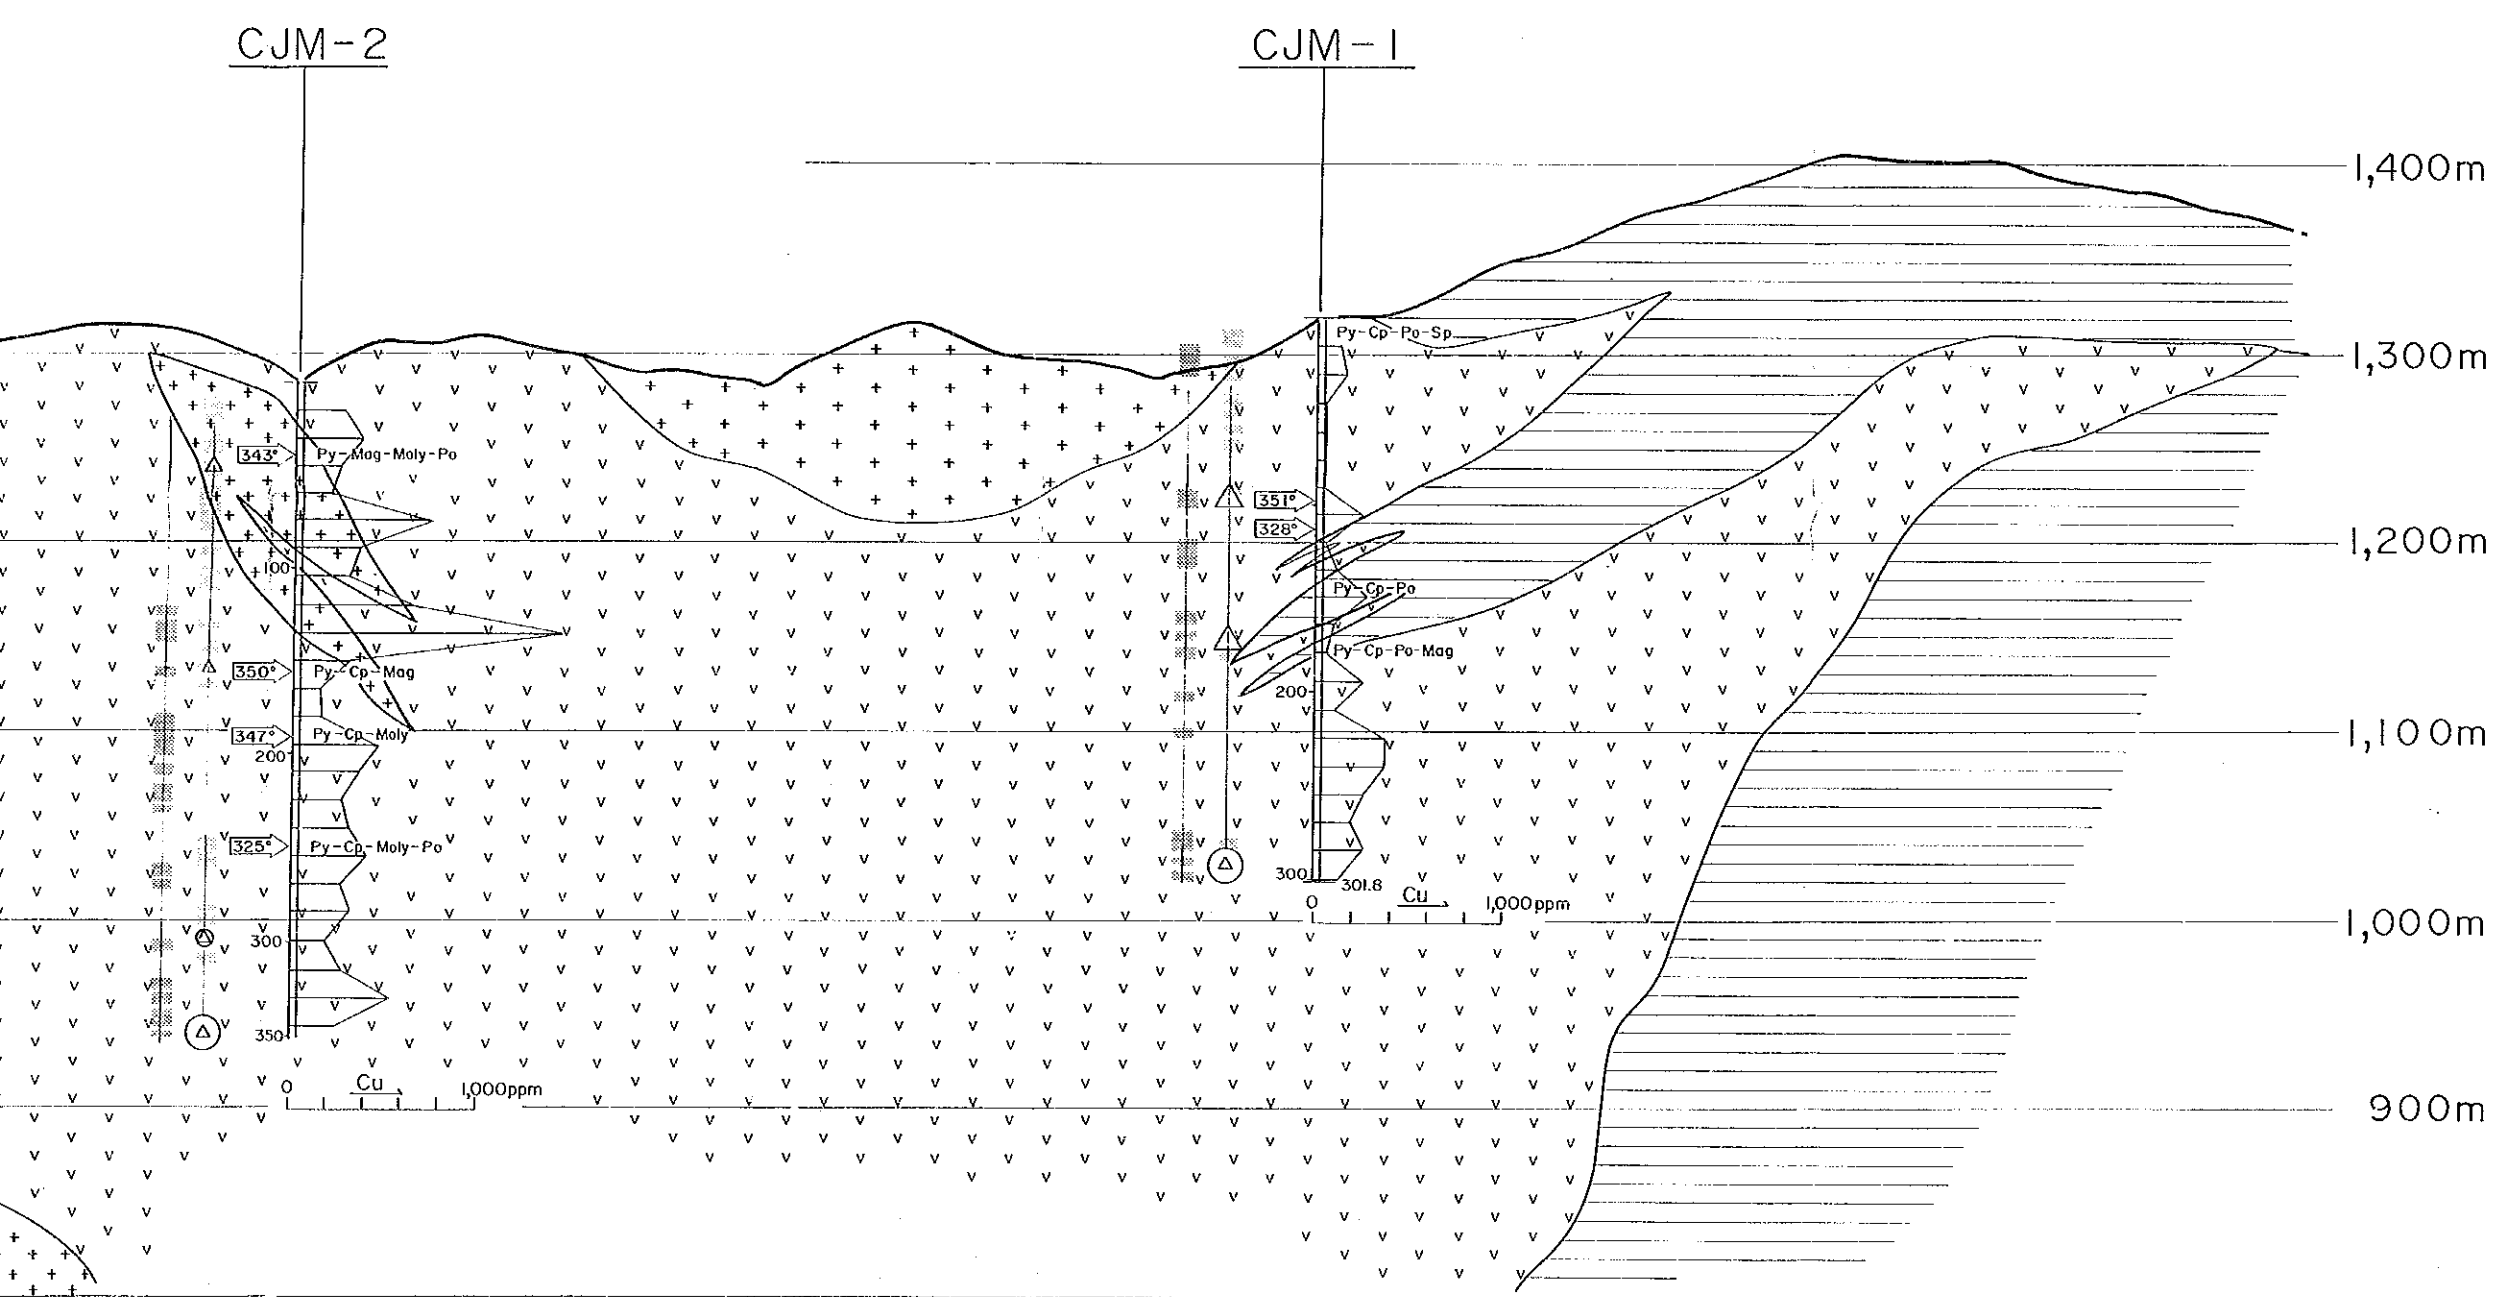 CJM-2
CJM-1
1,400m
Py-Cp-Po-Sp
1,300m
343°
Py-Mag-Moly-Po
351°
328°
1,200m
100
Py-Cp-Po
Py-Cp-Po-Mag
350°
Py-Cp-Mag
200
347°
Py-Cp-Moly
1,100m
200
325°
Py-Cp-Moly-Po
300
301.8
0
Cu
1,000ppm
1,000m
300
350
0
Cu
1,000ppm
900m